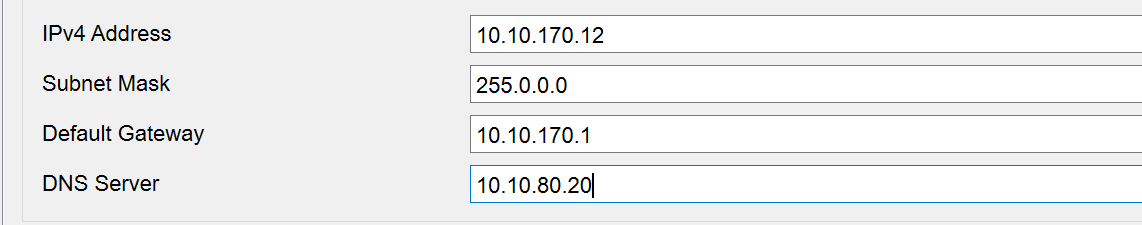 IPv4 Address 10.10.170.12
Subnet Mask 255.0.0.0
Default Gateway 10.10.170.1
DNS Server 10.10.80.20